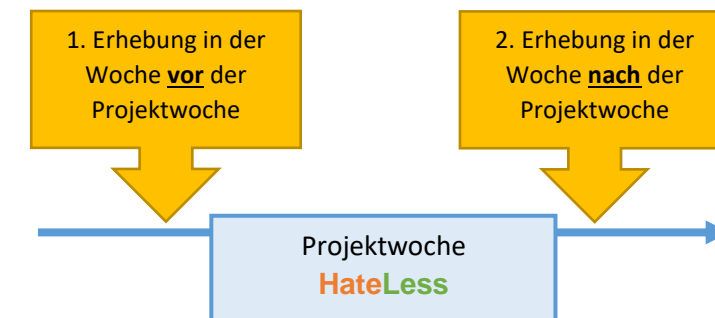 1. Erhebung in der
Woche vor der
Projektwoche
2. Erhebung in der
Woche nach der
Projektwoche
Projektwoche
HateLess